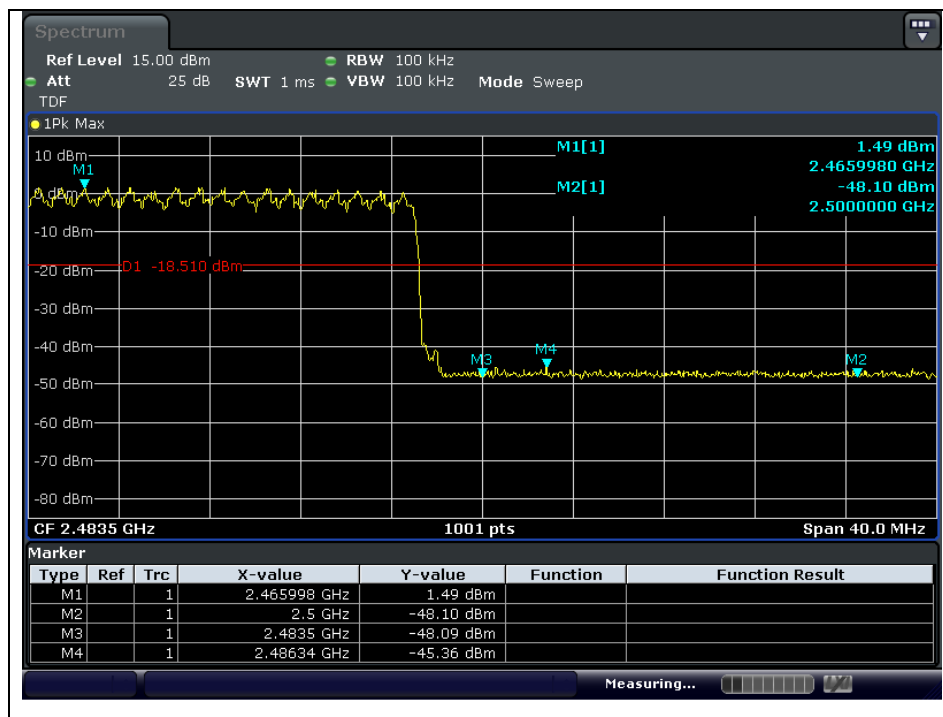 Spectrum
Ref Level 15.00 dBm RBW 100 kHz
Att 25 dB SWT 1 ms VBW 100 kHz Mode Sweep
TDF
1Pk Max
M1[1] 1.49 dBm
2.4659980 GHz
M2[1] -48.10 dBm
2.5000000 GHz
10 dBm
M1
0 dBm
-10 dBm
D1 -18.510 dBm
-20 dBm
-30 dBm
-40 dBm
M3 M4 M2
-50 dBm
-60 dBm
-70 dBm
-80 dBm
CF 2.4835 GHz 1001 pts Span 40.0 MHz
Marker
Type Ref Trc X-value Y-value Function Function Result
M1 1 2.465998 GHz 1.49 dBm
M2 1 2.5 GHz -48.10 dBm
M3 1 2.4835 GHz -48.09 dBm
M4 1 2.48634 GHz -45.36 dBm
Measuring...